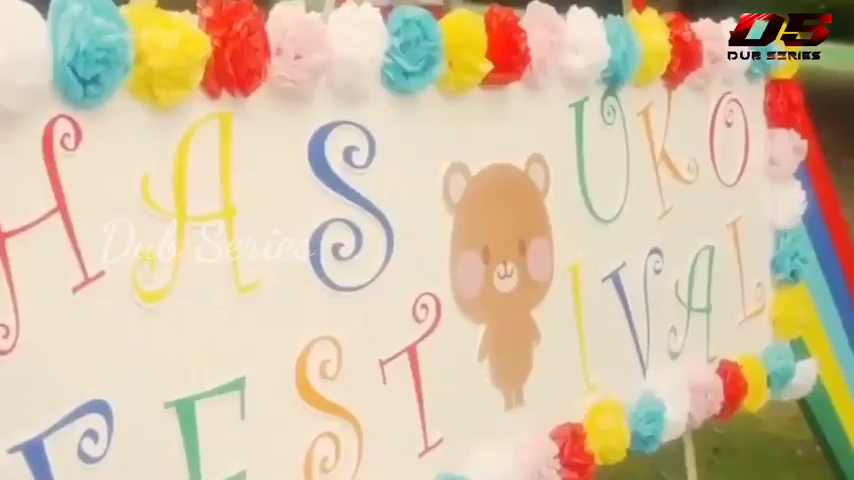 DS
DUB SERIES
HAS UKO
Dub Series
FESTIVAL